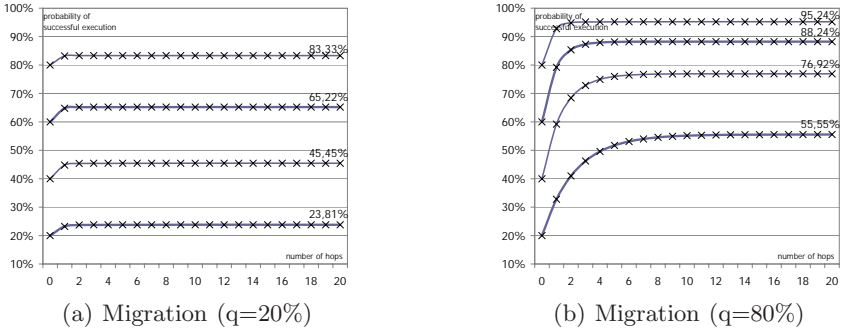 100%
probability of
successful execution
90%
83,33%
80%
70%
65,22%
60%
50%
45,45%
40%
30%
23,81%
20%
number of hops
10%
0 2 4 6 8 10 12 14 16 18 20
(a) Migration (q=20%)
100%
probability of
successful execution
95,24%
90%
88,24%
80%
76,92%
70%
60%
55,55%
50%
40%
30%
20%
number of hops
10%
0 2 4 6 8 10 12 14 16 18 20
(b) Migration (q=80%)